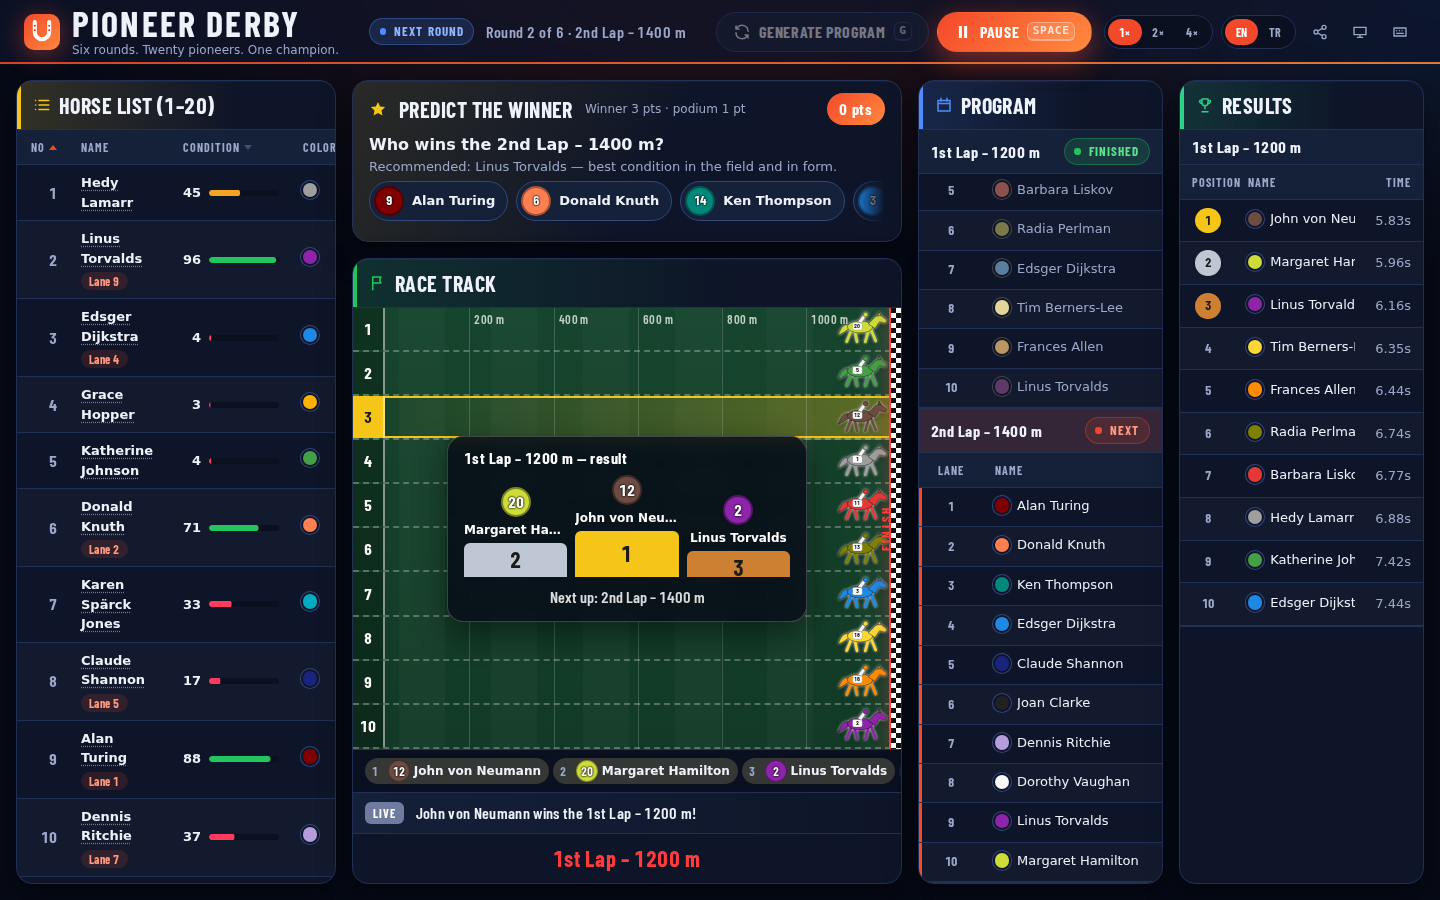 PIONEER DERBY
Six rounds. Twenty pioneers. One champion.
NEXT ROUND
Round 2 of 6 · 2nd Lap – 1400 m
GENERATE PROGRAM G
PAUSE SPACE
1× 2× 4×
EN TR
HORSE LIST (1–20)
NO NAME CONDITION COLOR
1 Hedy Lamarr 45
2 Linus Torvalds 96
Lane 9
3 Edsger Dijkstra 4
Lane 4
4 Grace Hopper 3
5 Katherine Johnson 4
6 Donald Knuth 71
Lane 2
7 Karen Spärck Jones 33
8 Claude Shannon 17
Lane 5
9 Alan Turing 88
Lane 1
10 Dennis Ritchie 37
Lane 7
PREDICT THE WINNER
Winner 3 pts · podium 1 pt
0 pts
Who wins the 2nd Lap – 1400 m?
Recommended: Linus Torvalds — best condition in the field and in form.
9 Alan Turing
6 Donald Knuth
14 Ken Thompson
3
RACE TRACK
200 m 400 m 600 m 800 m 1000 m
1 20
2 5
3 12
4 1
5 11
6 13
7 3
8 18
9 16
10 2
FINISH
1st Lap – 1200 m — result
20
Margaret Ha...
2
12
John von Neu...
1
2
Linus Torvalds
3
Next up: 2nd Lap – 1400 m
1 12 John von Neumann
2 20 Margaret Hamilton
3 2 Linus Torvalds
LIVE John von Neumann wins the 1st Lap – 1200 m!
1st Lap – 1200 m
PROGRAM
1st Lap – 1200 m FINISHED
5 Barbara Liskov
6 Radia Perlman
7 Edsger Dijkstra
8 Tim Berners-Lee
9 Frances Allen
10 Linus Torvalds
2nd Lap – 1400 m NEXT
LANE NAME
1 Alan Turing
2 Donald Knuth
3 Ken Thompson
4 Edsger Dijkstra
5 Claude Shannon
6 Joan Clarke
7 Dennis Ritchie
8 Dorothy Vaughan
9 Linus Torvalds
10 Margaret Hamilton
RESULTS
1st Lap – 1200 m
POSITION NAME TIME
1 John von Neu 5.83s
2 Margaret Har 5.96s
3 Linus Torvald 6.16s
4 Tim Berners-l 6.35s
5 Frances Allen 6.44s
6 Radia Perlma 6.74s
7 Barbara Lisko 6.77s
8 Hedy Lamarr 6.88s
9 Katherine Joh 7.42s
10 Edsger Dijkst 7.44s